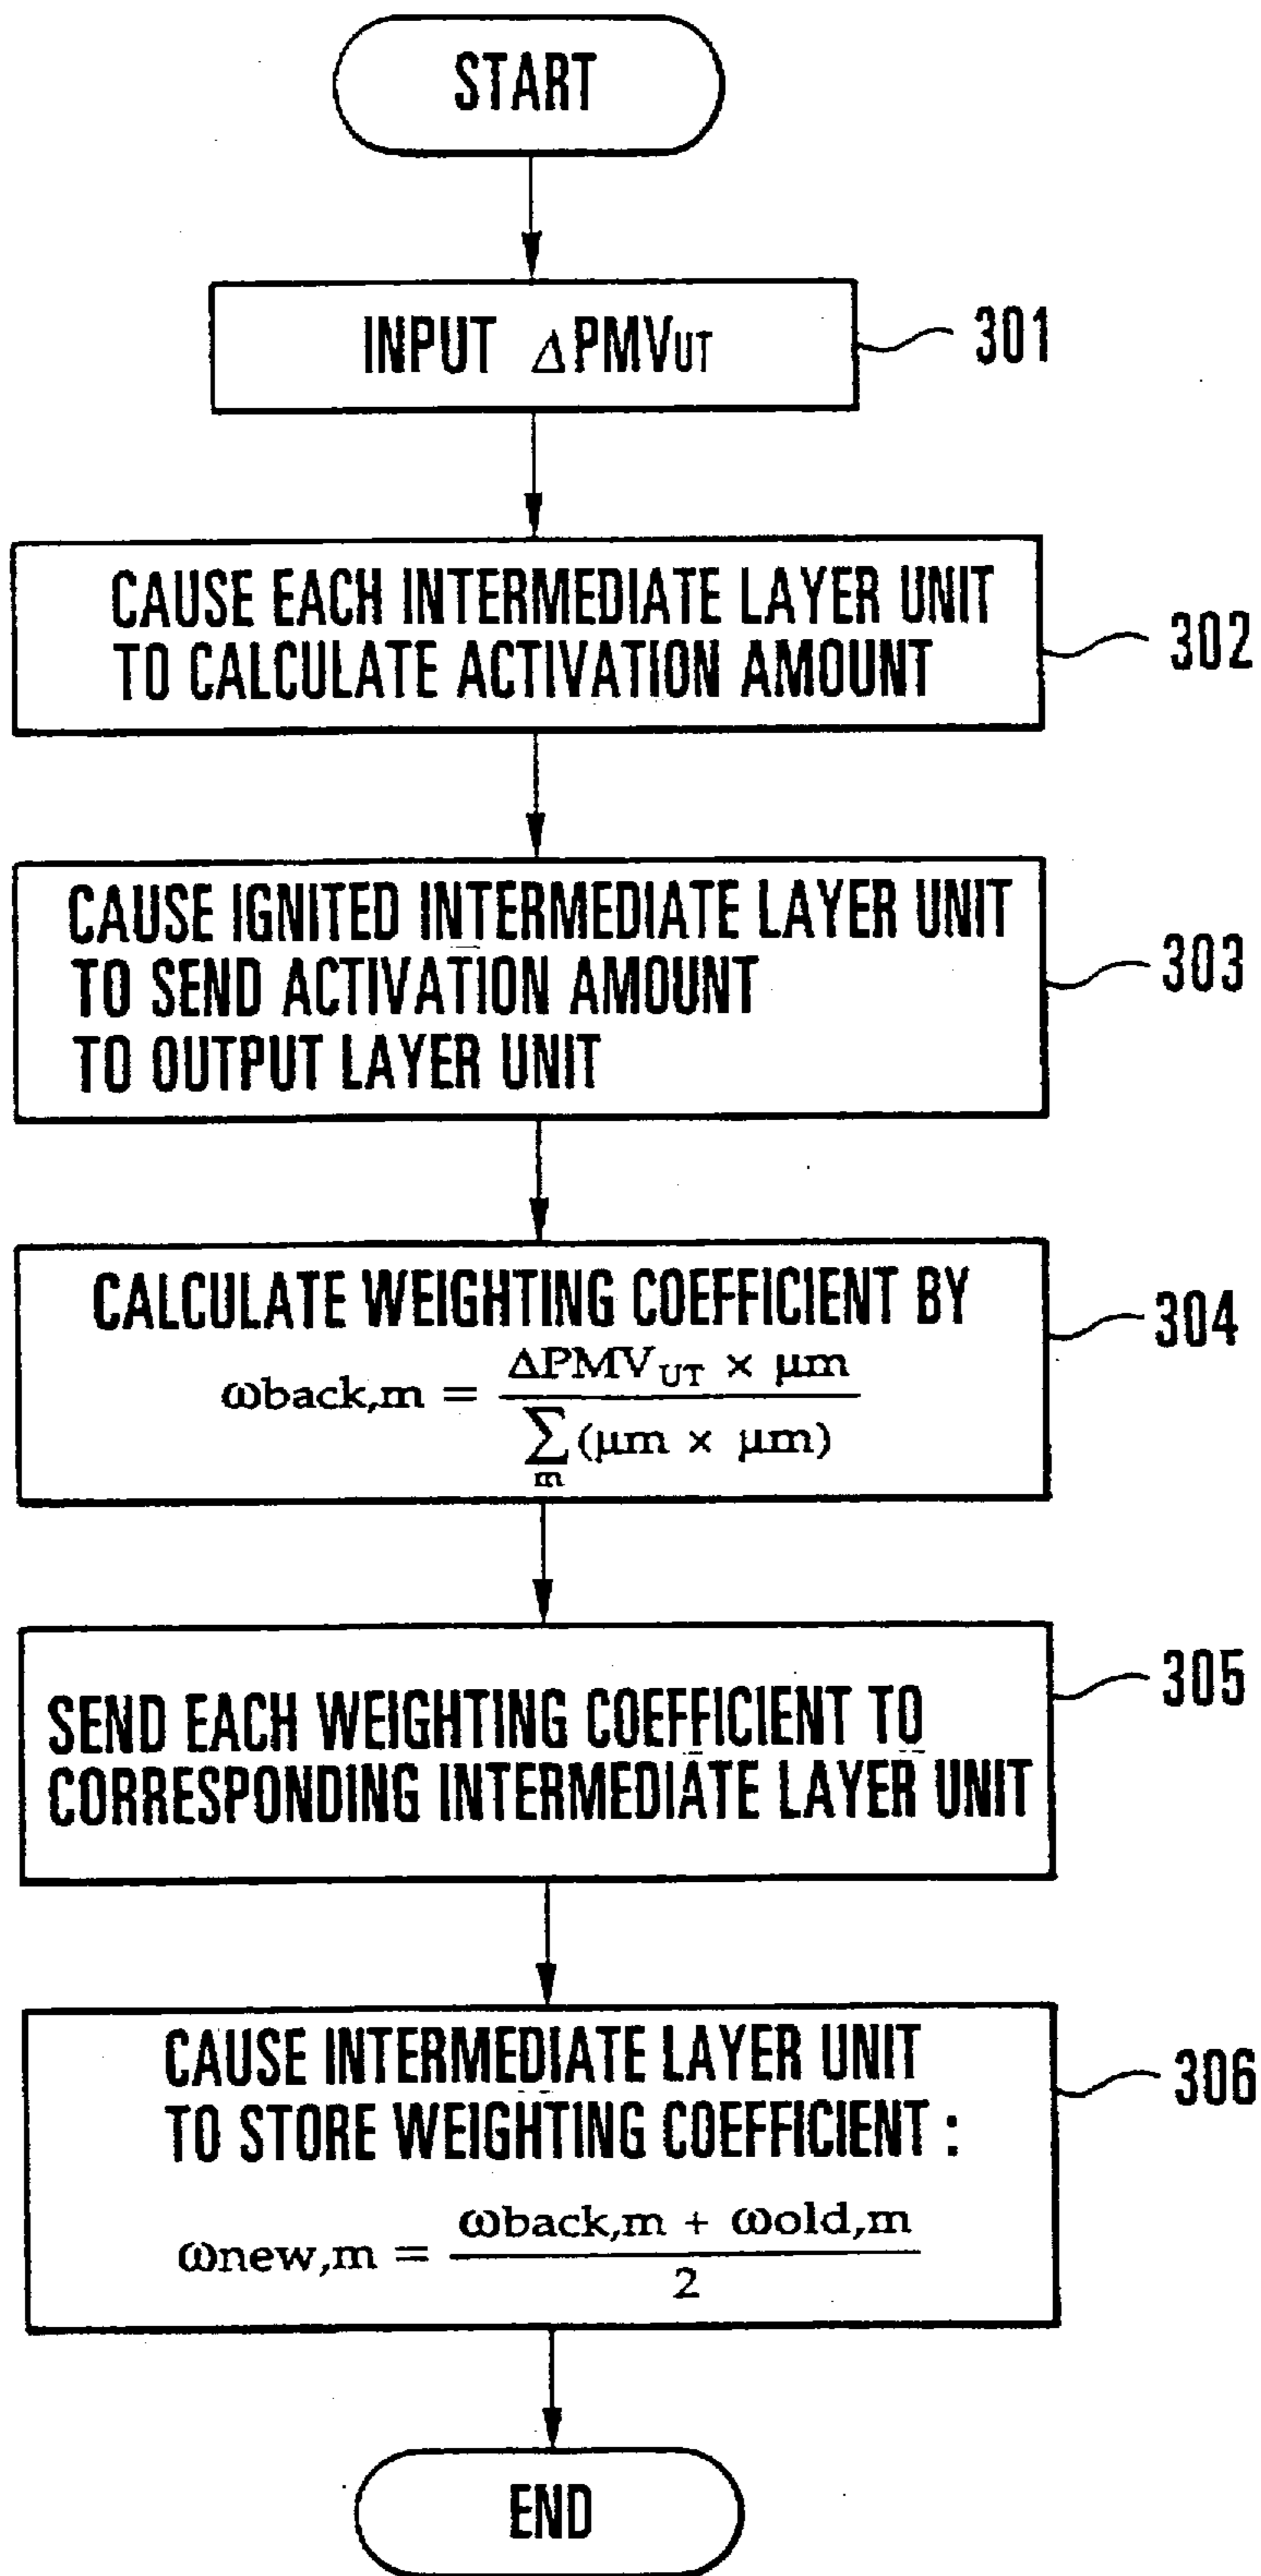 START
INPUT ΔPMVUT
301
CAUSE EACH INTERMEDIATE LAYER UNIT
TO CALCULATE ACTIVATION AMOUNT
302
CAUSE IGNITED INTERMEDIATE LAYER UNIT
TO SEND ACTIVATION AMOUNT
TO OUTPUT LAYER UNIT
303
CALCULATE WEIGHTING COEFFICIENT BY
ωback,m = ΔPMVUT × μm / Σm (μm × μm)
304
SEND EACH WEIGHTING COEFFICIENT TO
CORRESPONDING INTERMEDIATE LAYER UNIT
305
CAUSE INTERMEDIATE LAYER UNIT
TO STORE WEIGHTING COEFFICIENT :
ωnew,m = ωback,m + ωold,m / 2
306
END